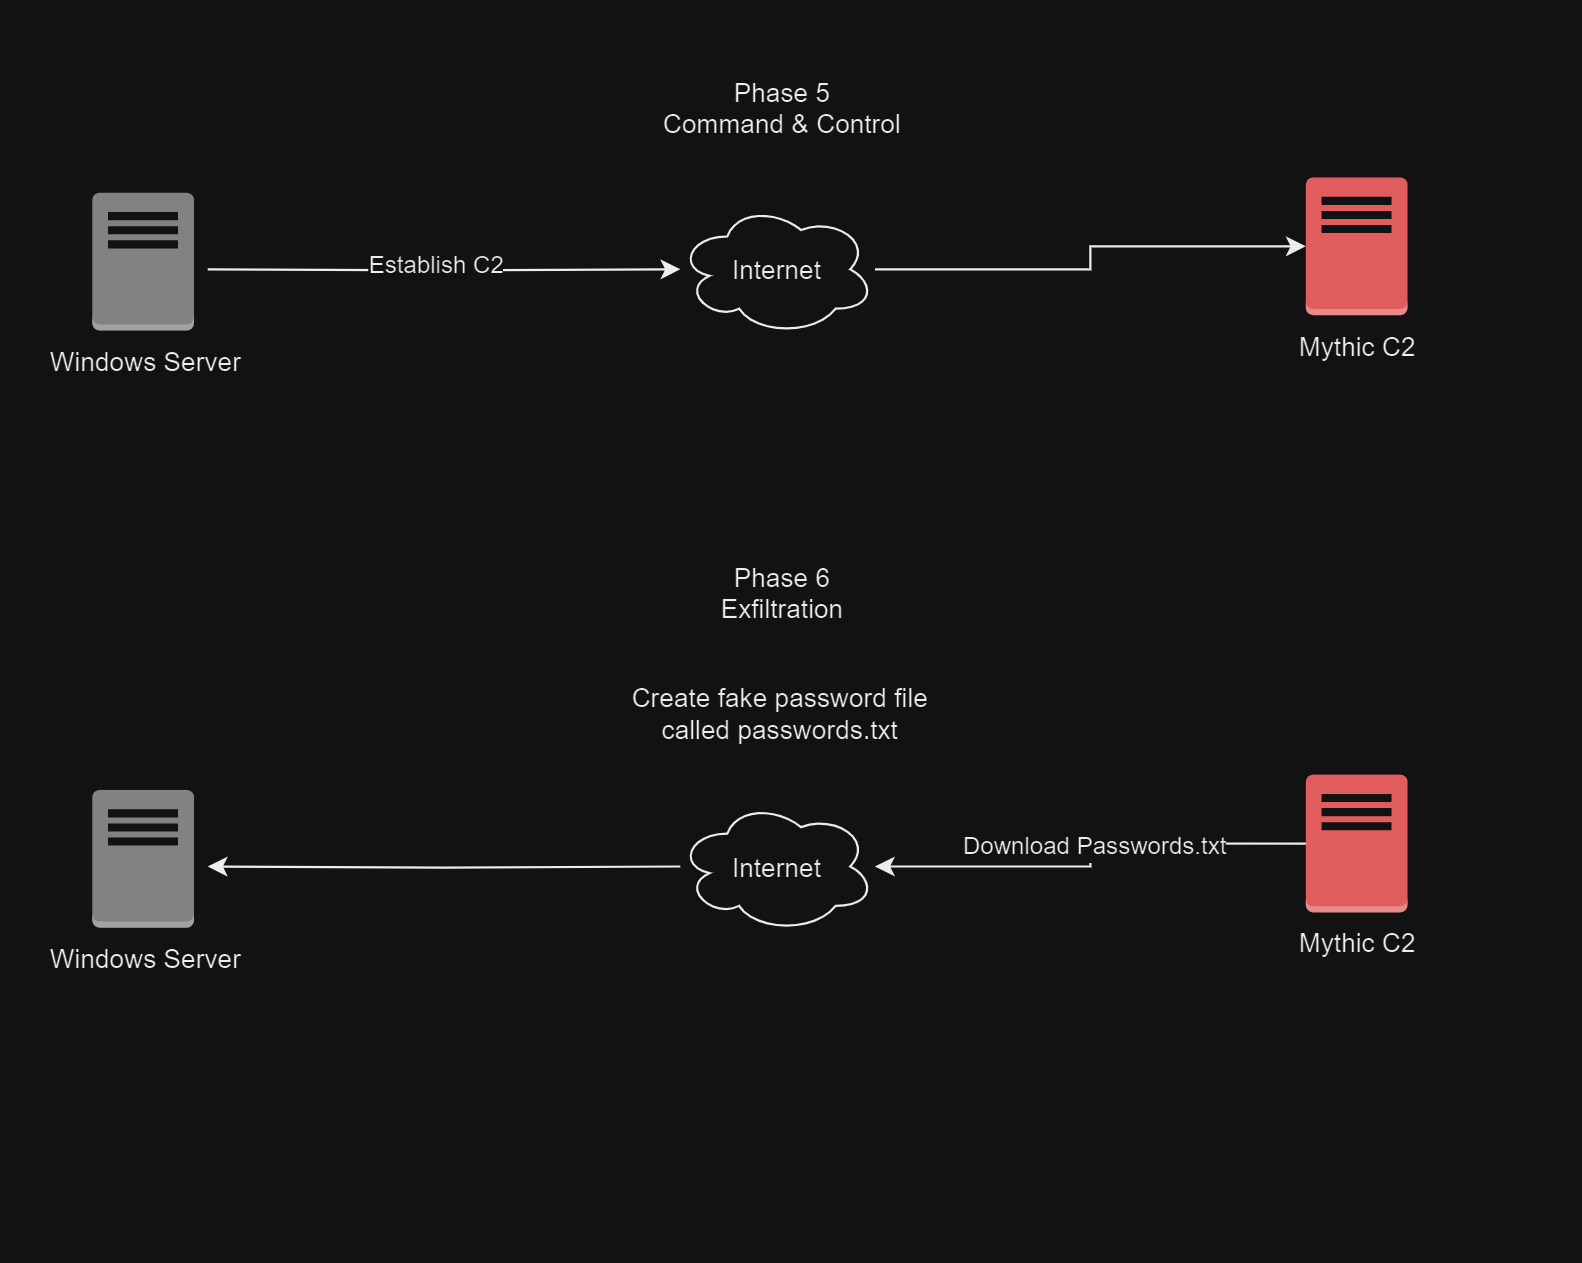 Phase 5
Command & Control
Establish C2
Internet
Windows Server
Mythic C2
Phase 6
Exfiltration
Create fake password file
called passwords.txt
Download Passwords.txt
Internet
Windows Server
Mythic C2